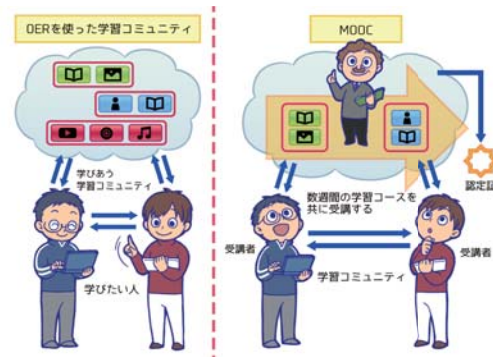 OERを使った学習コミュニティ
学びあう
学習コミュニティ
学びたい人
MOOC
認定証
数週間の学習コースを
共に受講する
受講者
受講者
学習コミュニティ